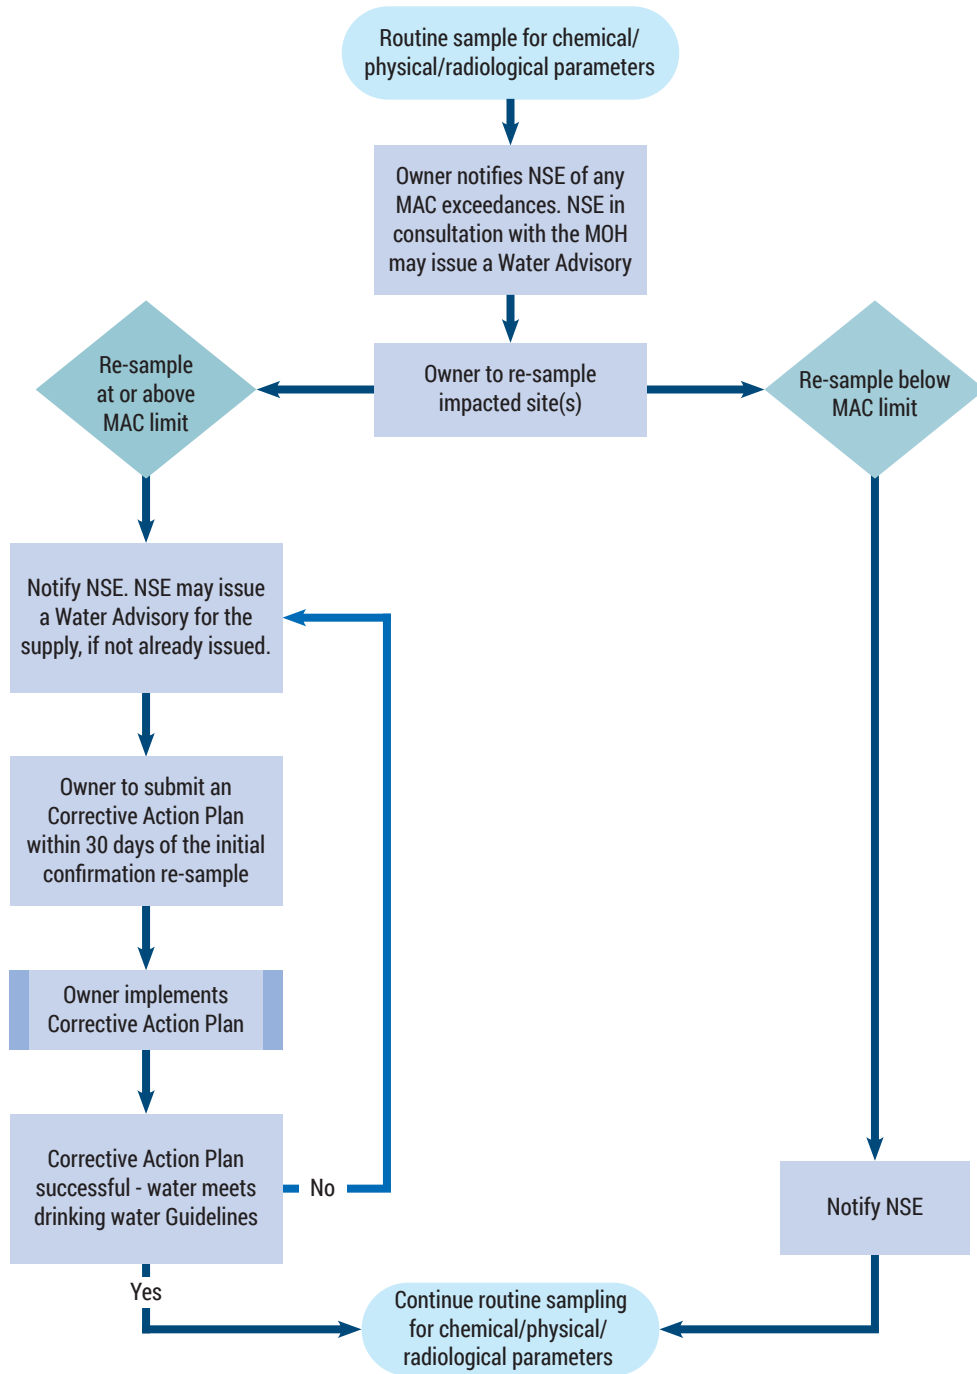 Routine sample for chemical/
physical/radiological parameters
Owner notifies NSE of any
MAC exceedances. NSE in
consultation with the MOH
may issue a Water Advisory
Owner to re-sample
impacted site(s)
Re-sample
at or above
MAC limit
Re-sample below
MAC limit
Notify NSE. NSE may issue
a Water Advisory for the
supply, if not already issued.
Owner to submit an
Corrective Action Plan
within 30 days of the initial
confirmation re-sample
Owner implements
Corrective Action Plan
Corrective Action Plan
successful - water meets
drinking water Guidelines
No
Yes
Notify NSE
Continue routine sampling
for chemical/physical/
radiological parameters